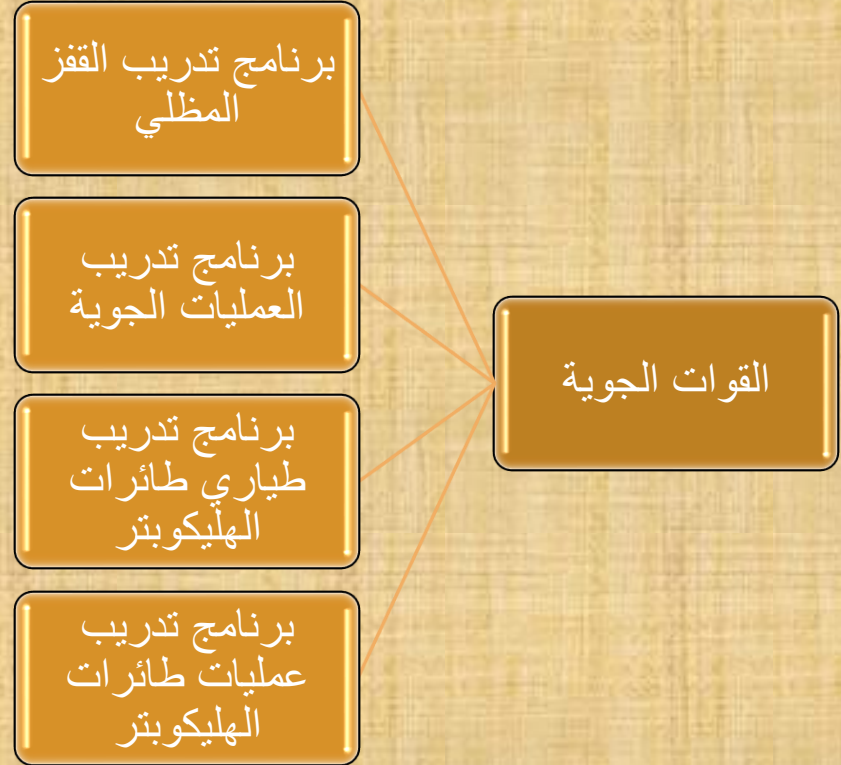 القوات الجوية
برنامج تدريب القفز
المظلي
برنامج تدريب
العمليات الجوية
برنامج تدريب
طياري طائرات
الهليكوبتر
برنامج تدريب
عمليات طائرات
الهليكوبتر